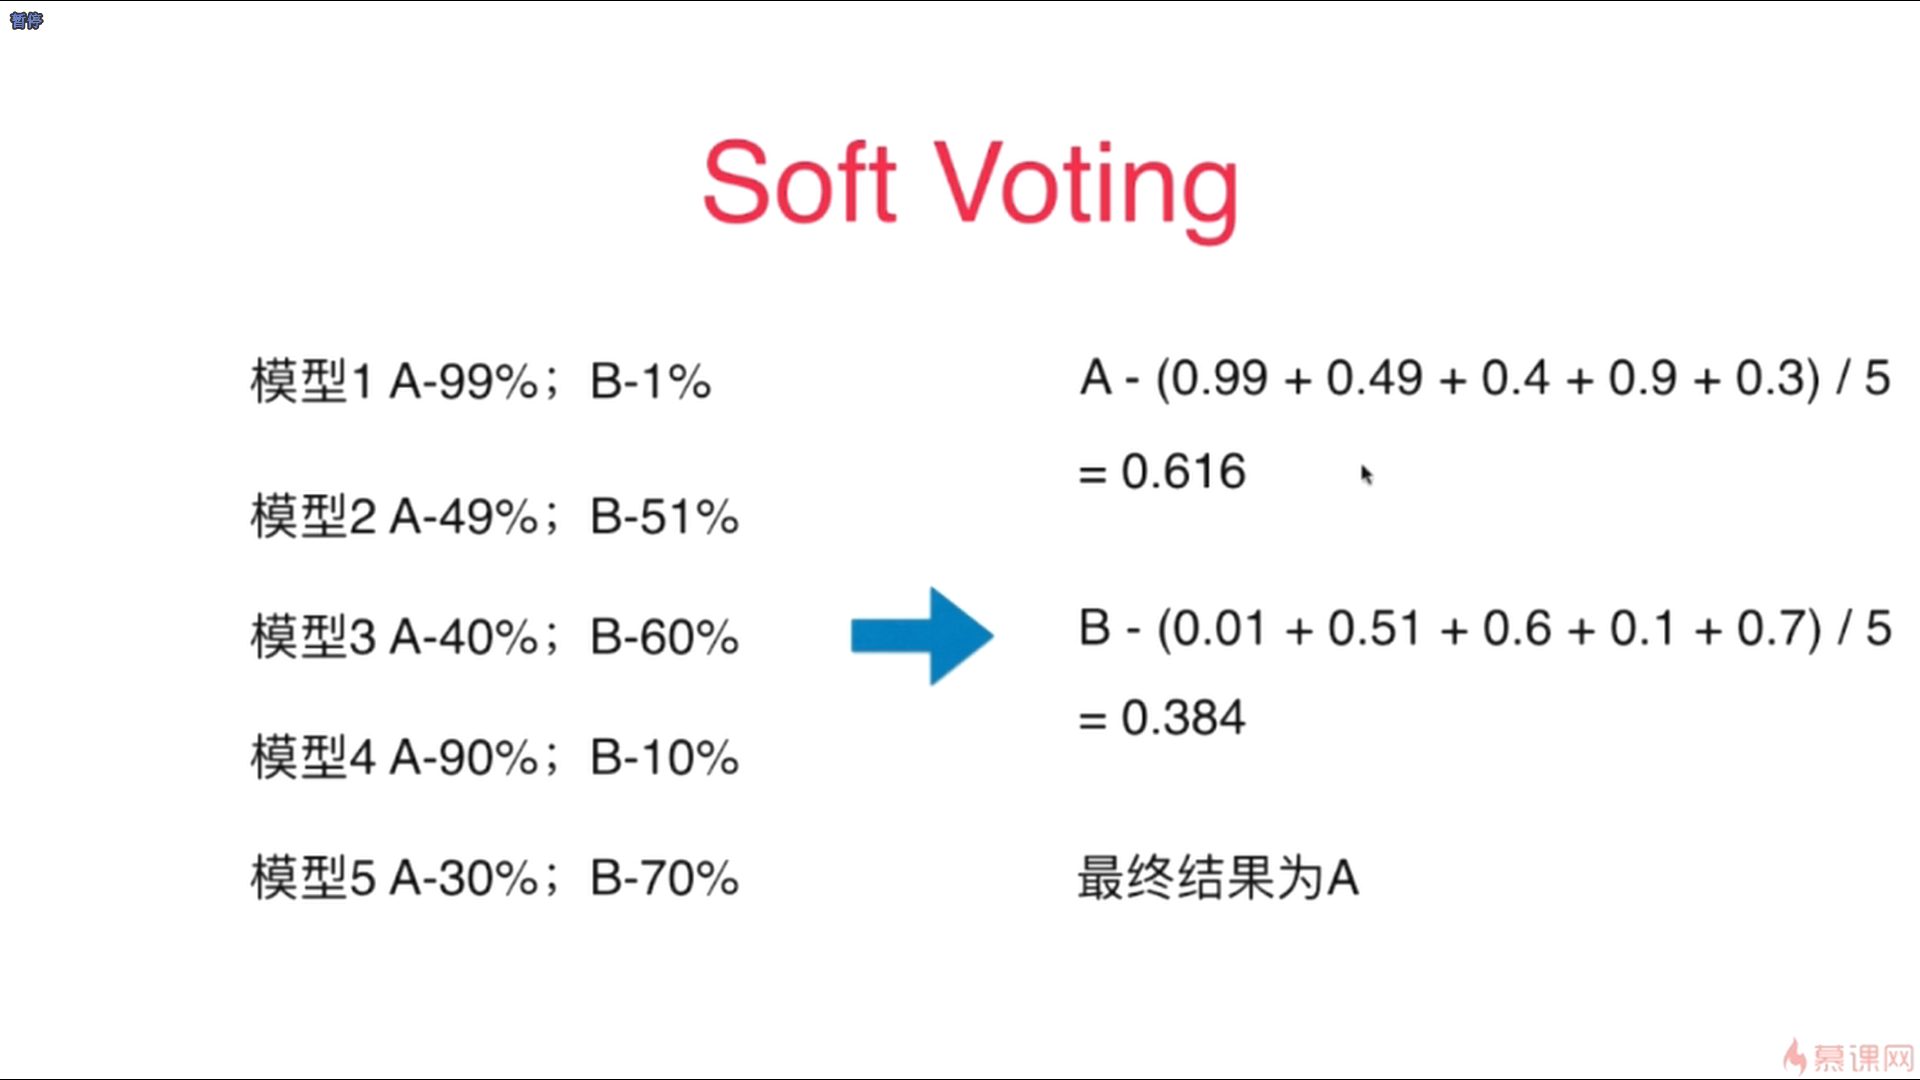 暂停
Soft Voting
模型1 A-99%；B-1%
模型2 A-49%；B-51%
模型3 A-40%；B-60%
模型4 A-90%；B-10%
模型5 A-30%；B-70%
A - (0.99 + 0.49 + 0.4 + 0.9 + 0.3) / 5
= 0.616
B - (0.01 + 0.51 + 0.6 + 0.1 + 0.7) / 5
= 0.384
最终结果为A
慕课网